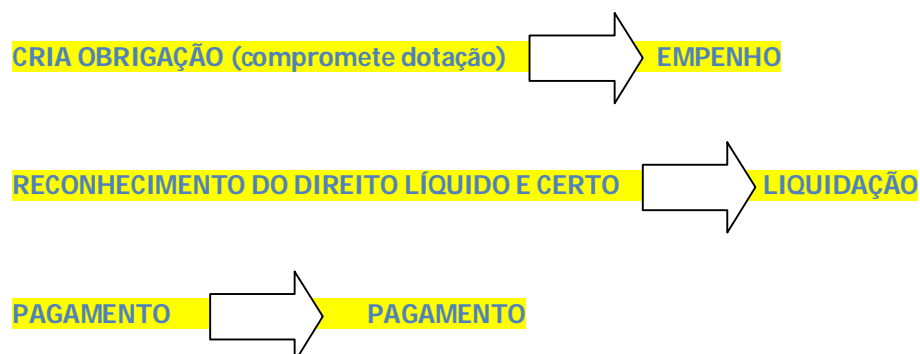 CRIA OBRIGAÇÃO (compromete dotação) EMPENHO
RECONHECIMENTO DO DIREITO LÍQUIDO E CERTO LIQUIDAÇÃO
PAGAMENTO PAGAMENTO